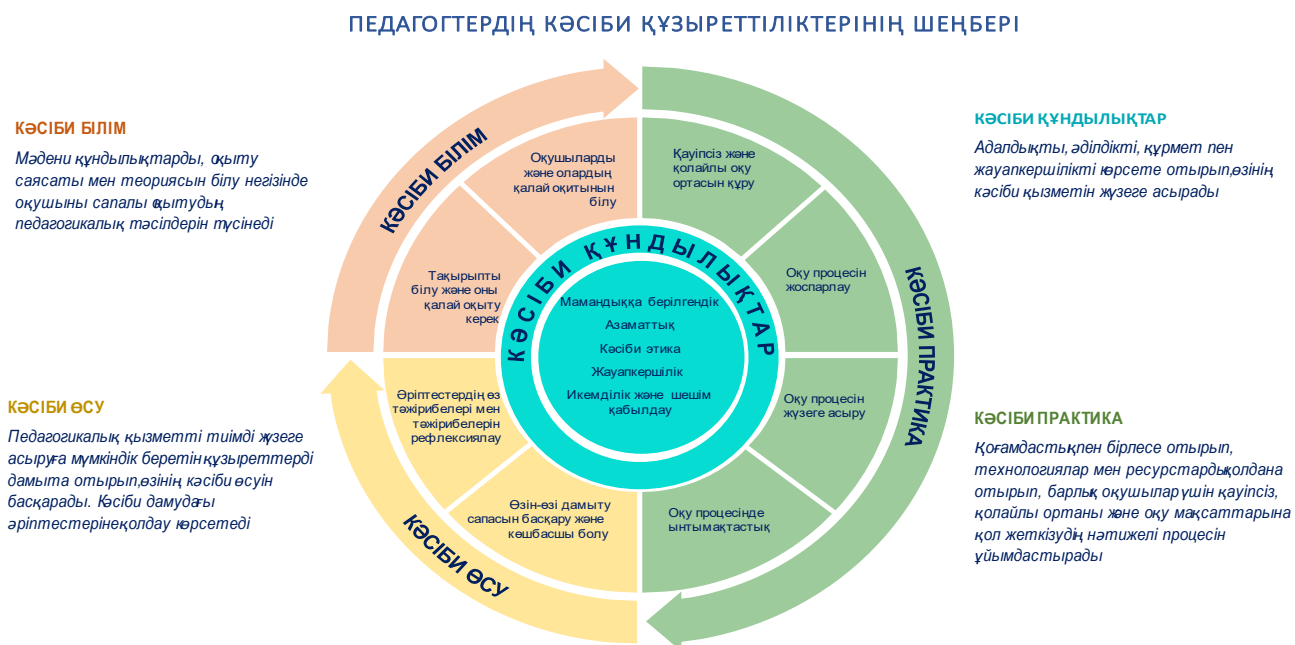 ПЕДАГОГТЕРДІҢ КӘСІБИ ҚҰЗЫРЕТТІЛІКТЕРІНІҢ ШЕҢБЕРІ
КӘСІБИ БІЛІМ
Мәдени құндылықтарды, оқыту
саясаты мен теориясын білу негізінде
оқушыны сапалы оқытудың
педагогикалық тәсілдерін түсінеді
КӘСІБИ ӨСУ
Педагогикалық қызметті тиімді жүзеге
асыруға мүмкіндік беретін құзыреттерді
дамыта отырып,өзінің кәсіби өсуін
басқарады. Кәсіби дамудағы
әріптестеріне қолдау көрсетеді
КӘСІБИ БІЛІМ
Оқушыларды
және олардың
қалай оқитынын
білу
Тақырыпты
білу және оны
қалай оқыту
керек
Қауіпсіз және
қолайлы оқу
ортасын құру
Оқу процесін
жоспарлау
Оқу процесін
жүзеге асыру
Оқу процесінде
ынтымақтастық
КӘСІБИ ПРАКТИКА
Өзін-өзі дамыту
сапасын басқару және
көшбасшы болу
Әріптестердің өз
тәжірибелері мен
тәжірибелерін
рефлексиялау
КӘСІБИ ӨСУ
КӘСІБИ ҚҰНДЫЛЫҚТАР
Мамандыққа берілгендік
Азаматтық
Кәсіби этика
Жауапкершілік
Икемділік және шешім
қабылдау
КӘСІБИ ҚҰНДЫЛЫҚТАР
Адалдықты, әділдікті, құрмет пен
жауапкершілікті көрсете отырып,өзінің
кәсіби қызметін жүзеге асырады
КӘСІБИ ПРАКТИКА
Қоғамдастықпен бірлесе отырып,
технологиялар мен ресурстарды қолдана
отырып, барлық оқушылар үшін қауіпсіз,
қолайлы ортаны және оқу мақсаттарына
қол жеткізудің нәтижелі процесін
ұйымдастырады